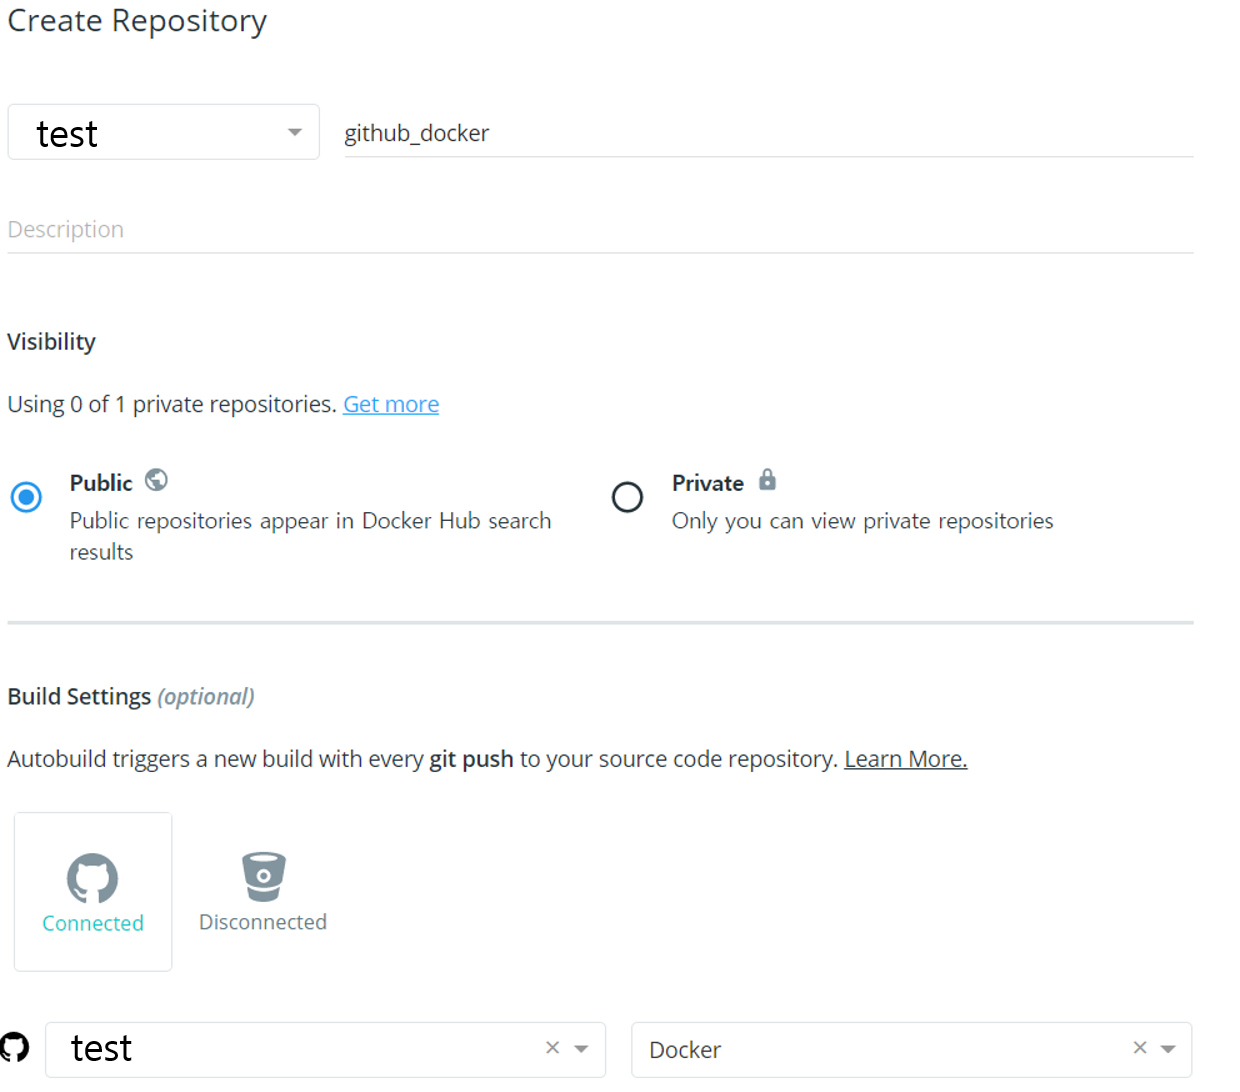 Create Repository
test
github_docker
Description
Visibility
Using 0 of 1 private repositories. Get more
Public
Public repositories appear in Docker Hub search
results
Private
Only you can view private repositories
Build Settings (optional)
Autobuild triggers a new build with every git push to your source code repository. Learn More.
Connected
Disconnected
test
Docker